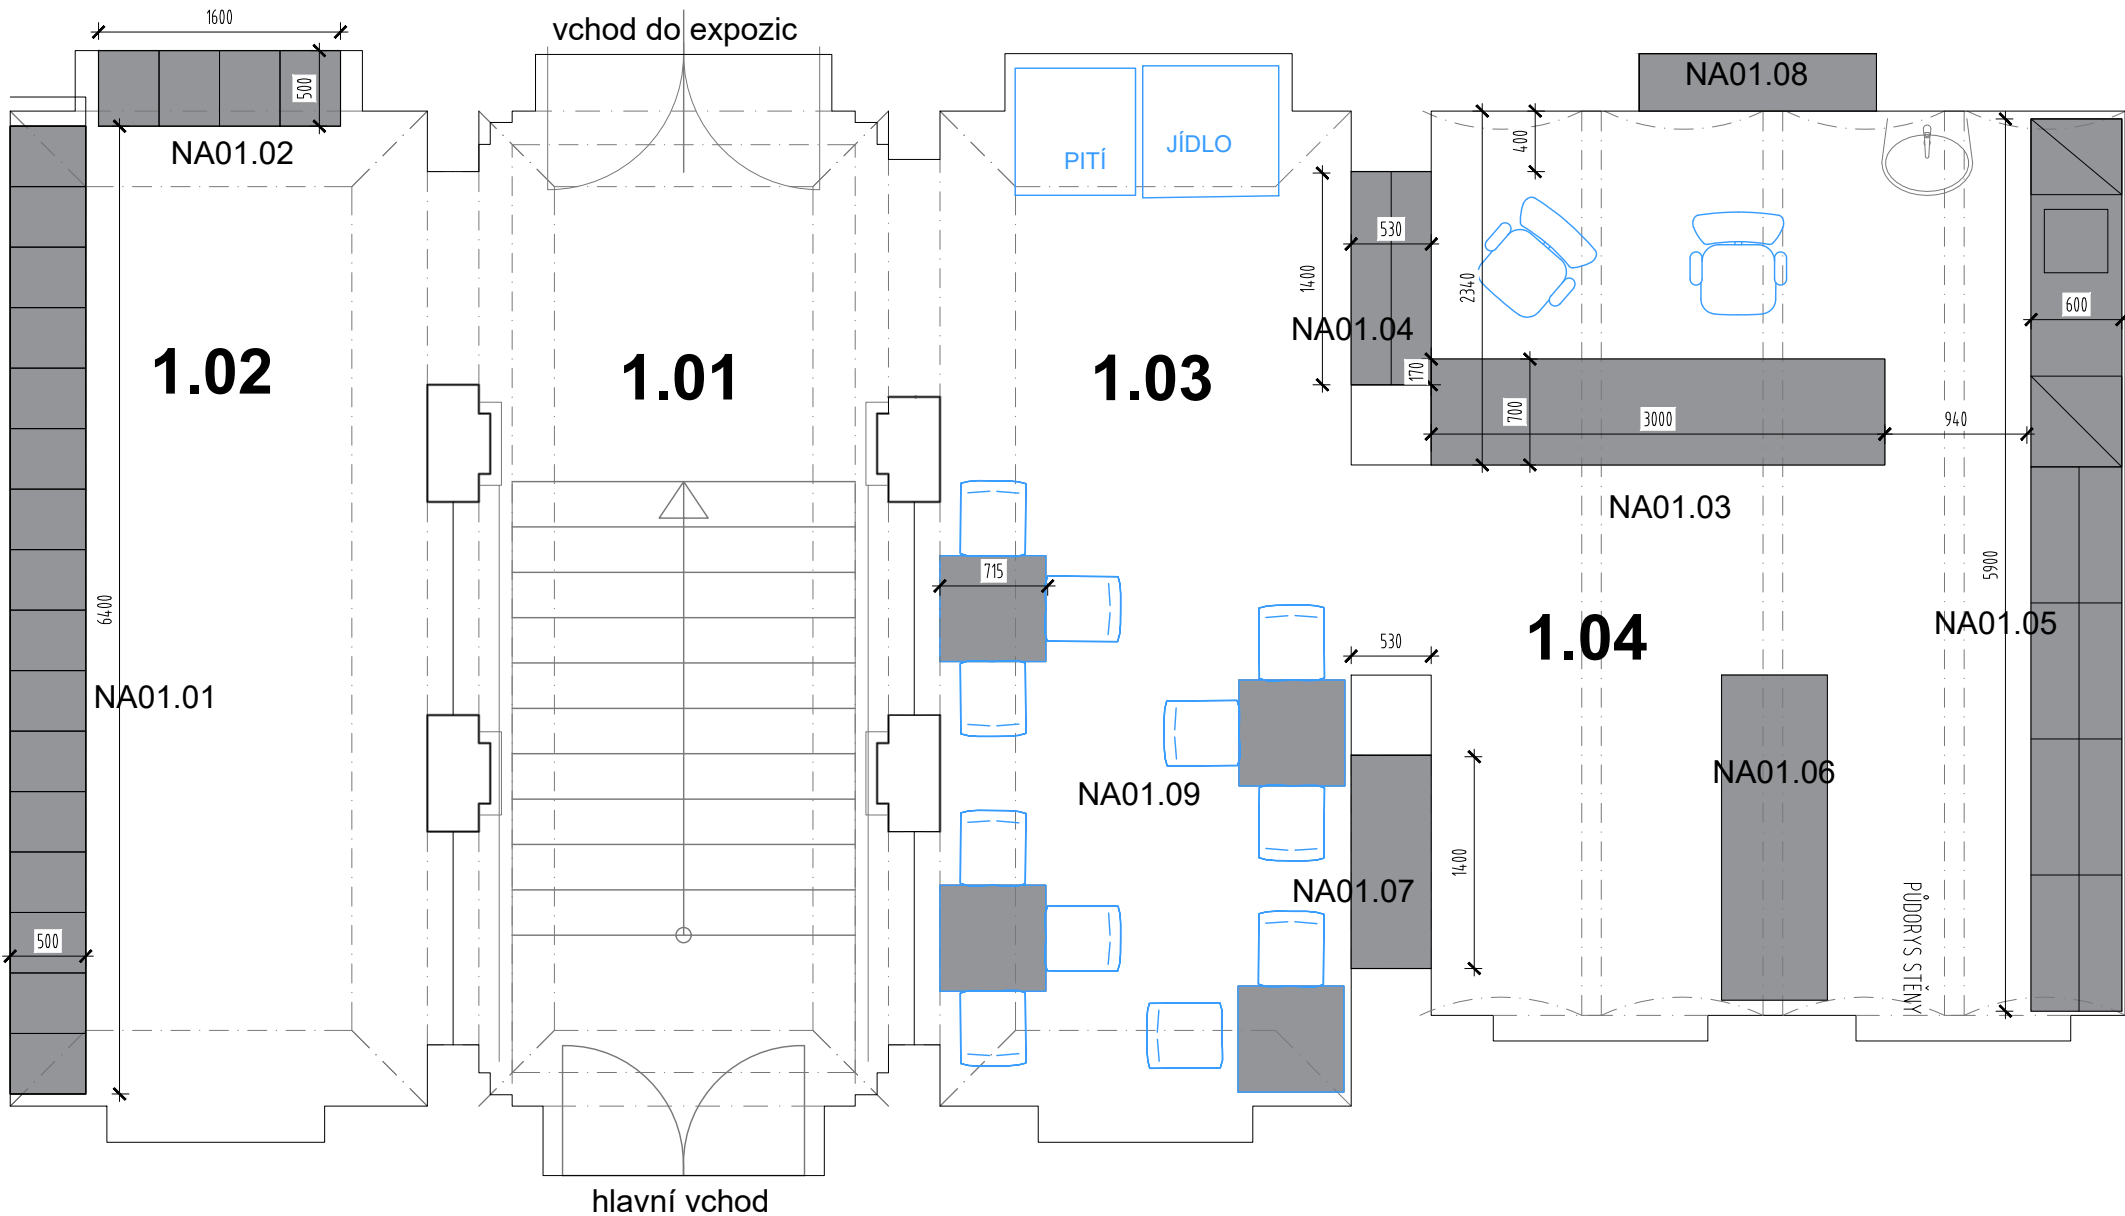 1600
vchod do expozic
500
NA01.08
NA01.02
PITÍ
JÍDLO
400
530
1400
2340
600
NA01.04
1.02
1.01
1.03
170
700
3000
940
NA01.03
715
5900
6400
530
1.04
NA01.05
NA01.01
NA01.06
NA01.09
1400
NA01.07
500
PŮDORYS STĚNY
hlavní vchod